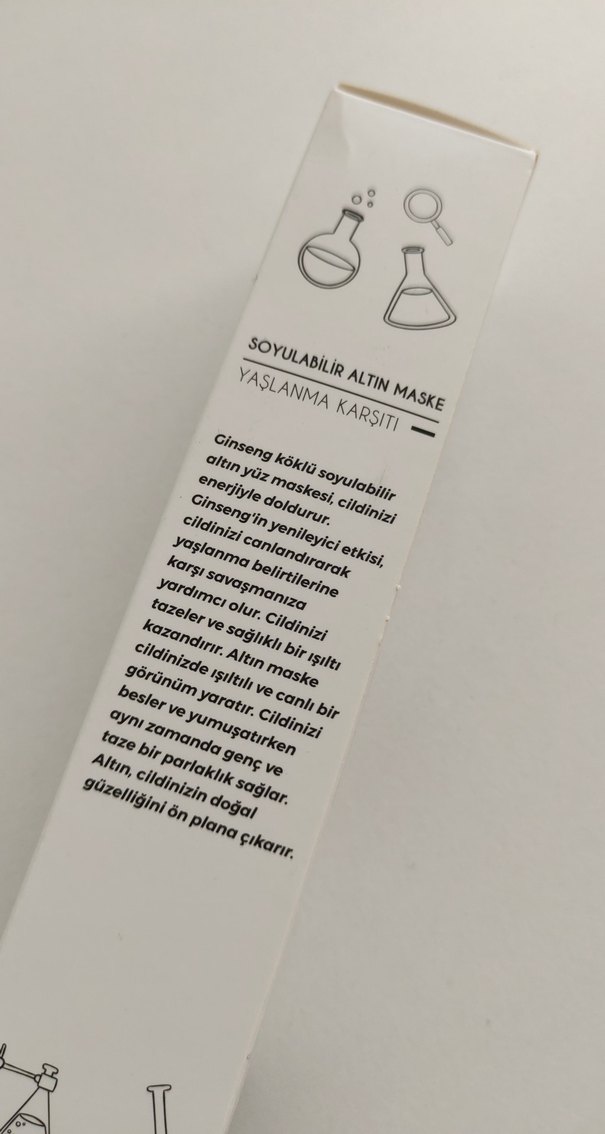 SOYULABİLİR ALTIN MASKE
YAŞLANMA KARŞITI
Ginseng köklü soyulabilir
altın yüz maskesi, cildinizi
enerjiyle doldurur.
Ginseng'in yenileyici etkisi,
cildinizi canlandırarak
yaşlanma belirtilerine
karşı savaşmanıza
yardımcı olur. Cildinizi
tazeler ve sağlıklı bir ışıltı
kazandırır. Altın maske
cildinizde ışıltılı ve canlı bir
görünüm yaratır. Cildinizi
besler ve yumuşatırken
aynı zamanda genç ve
taze bir parlaklık sağlar.
Altın, cildinizin doğal
güzelliğini ön plana çıkarır.